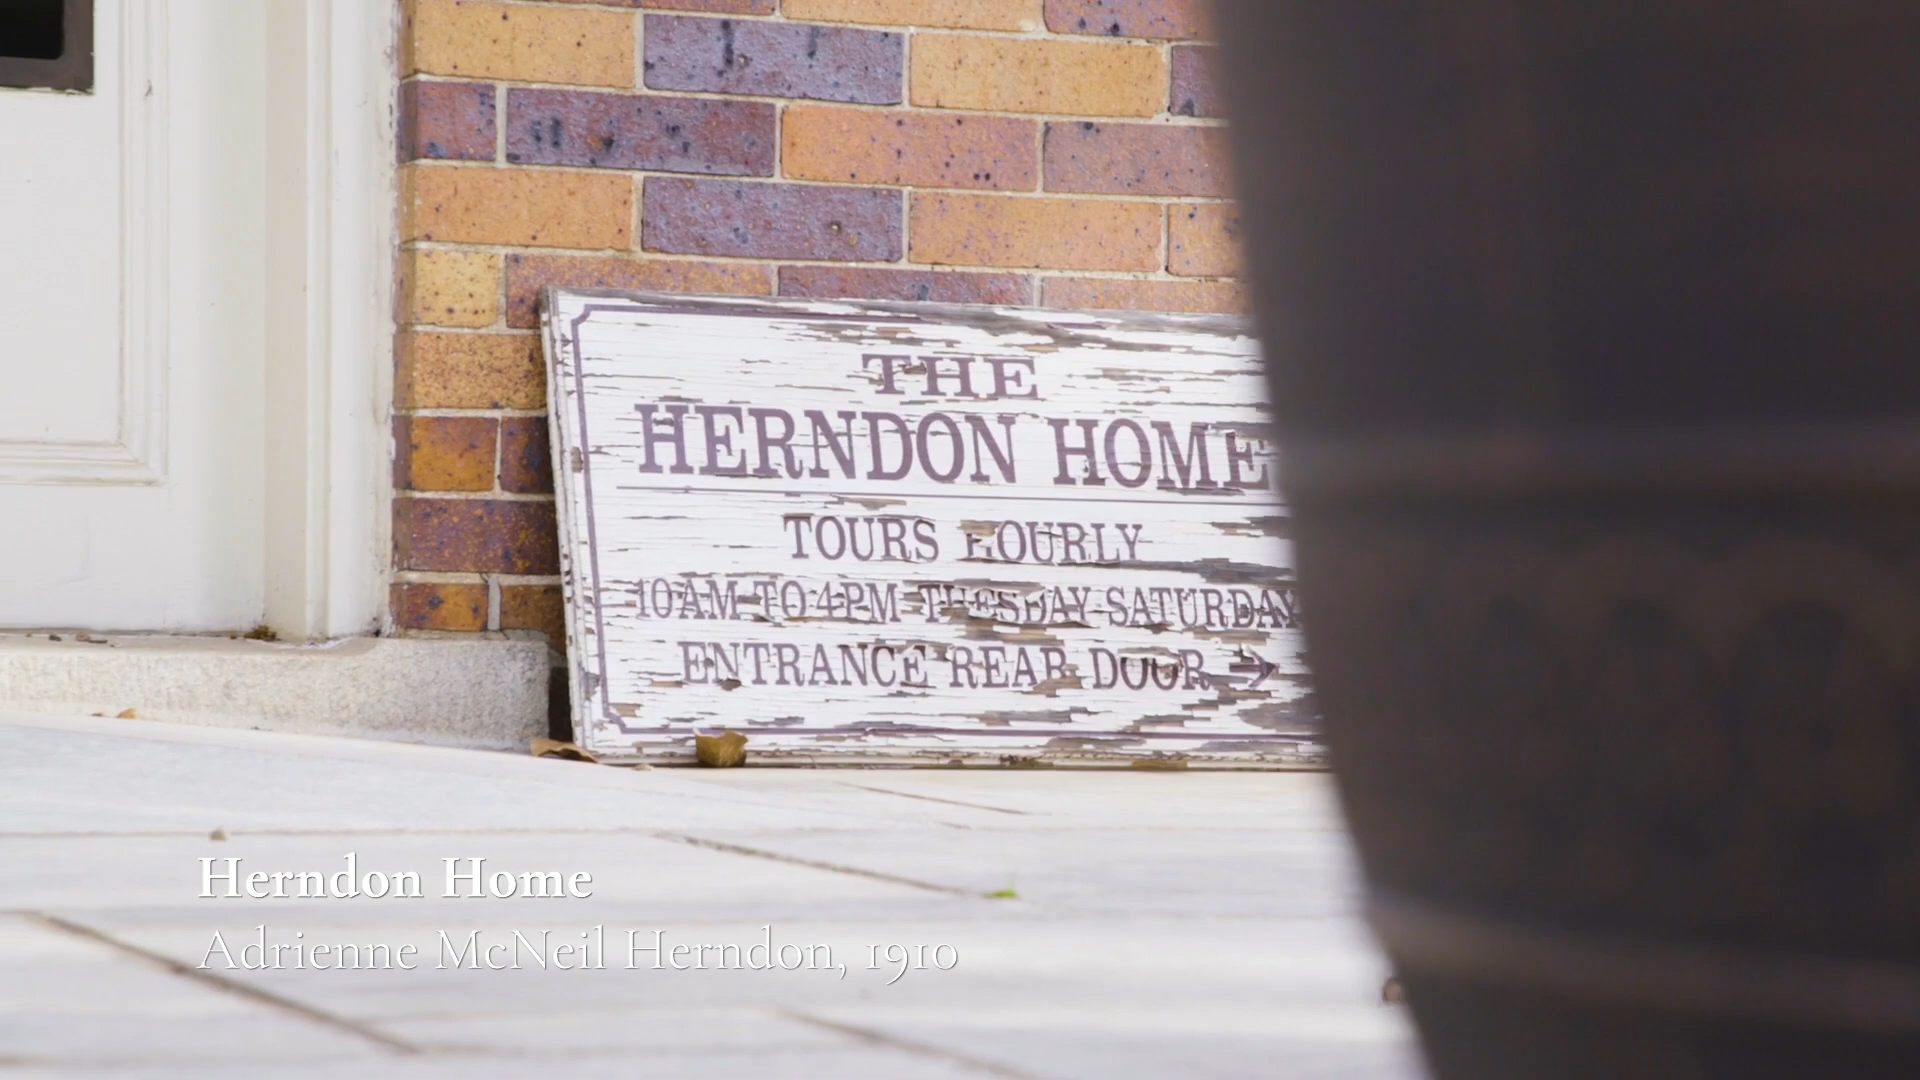 THE
HERNDON HOME
TOURS HOURLY
10AM TO 4PM TUESDAY SATURDAY
ENTRANCE REAR DOOR →
Herndon Home
Adrienne McNeil Herndon, 1910